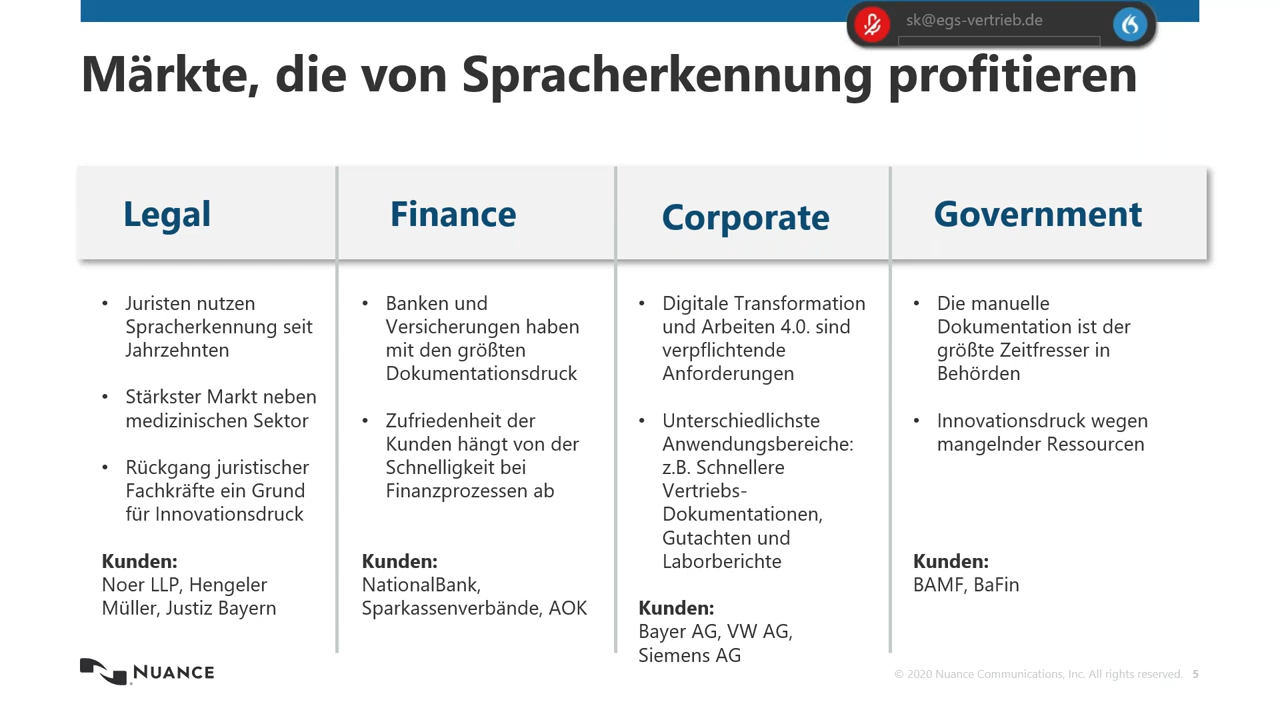 sk@egs-vertrieb.de
Märkte, die von Spracherkennung profitieren
Legal
Finance
Corporate
Government
• Juristen nutzen
Spracherkennung seit
Jahrzehnten
• Stärkster Markt neben
medizinischen Sektor
• Rückgang juristischer
Fachkräfte ein Grund
für Innovationsdruck
Kunden:
Noer LLP, Hengeler
Müller, Justiz Bayern
• Banken und
Versicherungen haben
mit den größten
Dokumentationsdruck
• Zufriedenheit der
Kunden hängt von der
Schnelligkeit bei
Finanzprozessen ab
Kunden:
NationalBank,
Sparkassenverbände, AOK
• Digitale Transformation
und Arbeiten 4.0. sind
verpflichtende
Anforderungen
• Unterschiedlichste
Anwendungsbereiche:
z.B. Schnellere
Vertriebs-
Dokumentationen,
Gutachten und
Laborberichte
Kunden:
Bayer AG, VW AG,
Siemens AG
• Die manuelle
Dokumentation ist der
größte Zeitfresser in
Behörden
• Innovationsdruck wegen
mangelnder Ressourcen
Kunden:
BAMF, BaFin
NUANCE
© 2020 Nuance Communications, Inc. All rights reserved. 5